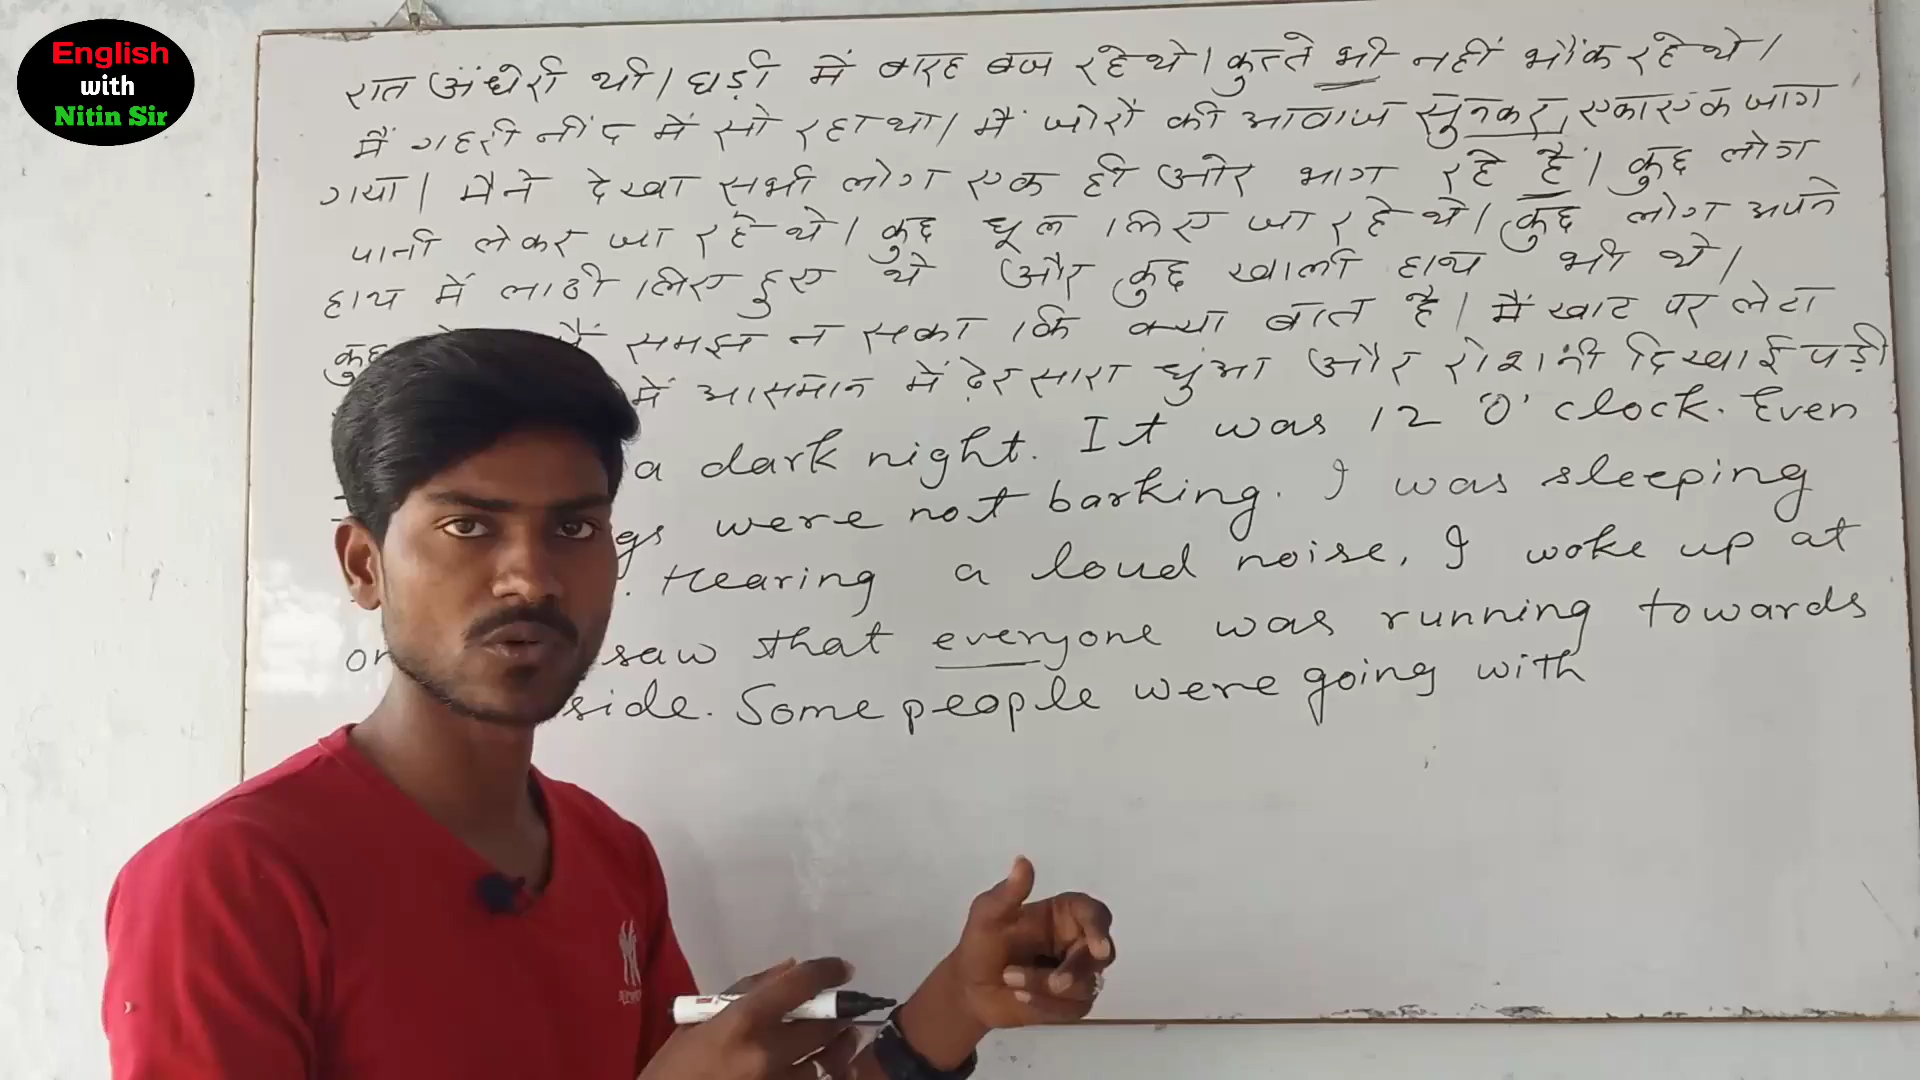 English
with
Nitin Sir
रात अंधेरी थी। घड़ी में बारह बज रहे थे। कुत्ते भी नहीं भौंक रहे थे।
मैं गहरी नींद में सो रहा था। मैं जोरों की आवाज सुनकर एकाएक जाग
गया। मैंने देखा सभी लोग एक ही ओर भाग रहे हैं। कुछ लोग
पानी लेकर जा रहे थे। कुछ धूल लिए जा रहे थे। कुछ लोग अपने
हाथ में लाठी लिए हुए थे और कुछ खाली हाथ भी थे।
कुछ समझ न सका कि क्या बात है। मैं खाट पर लेटा
में आसमान में ढ़ेर सारा धुंआ और रोशनी दिखाई पड़ी
a dark night. It was 12 'O' clock. Even
were not barking. I was sleeping
. Hearing a loud noise, I woke up at
saw that everyone was running towards
side. Some people were going with